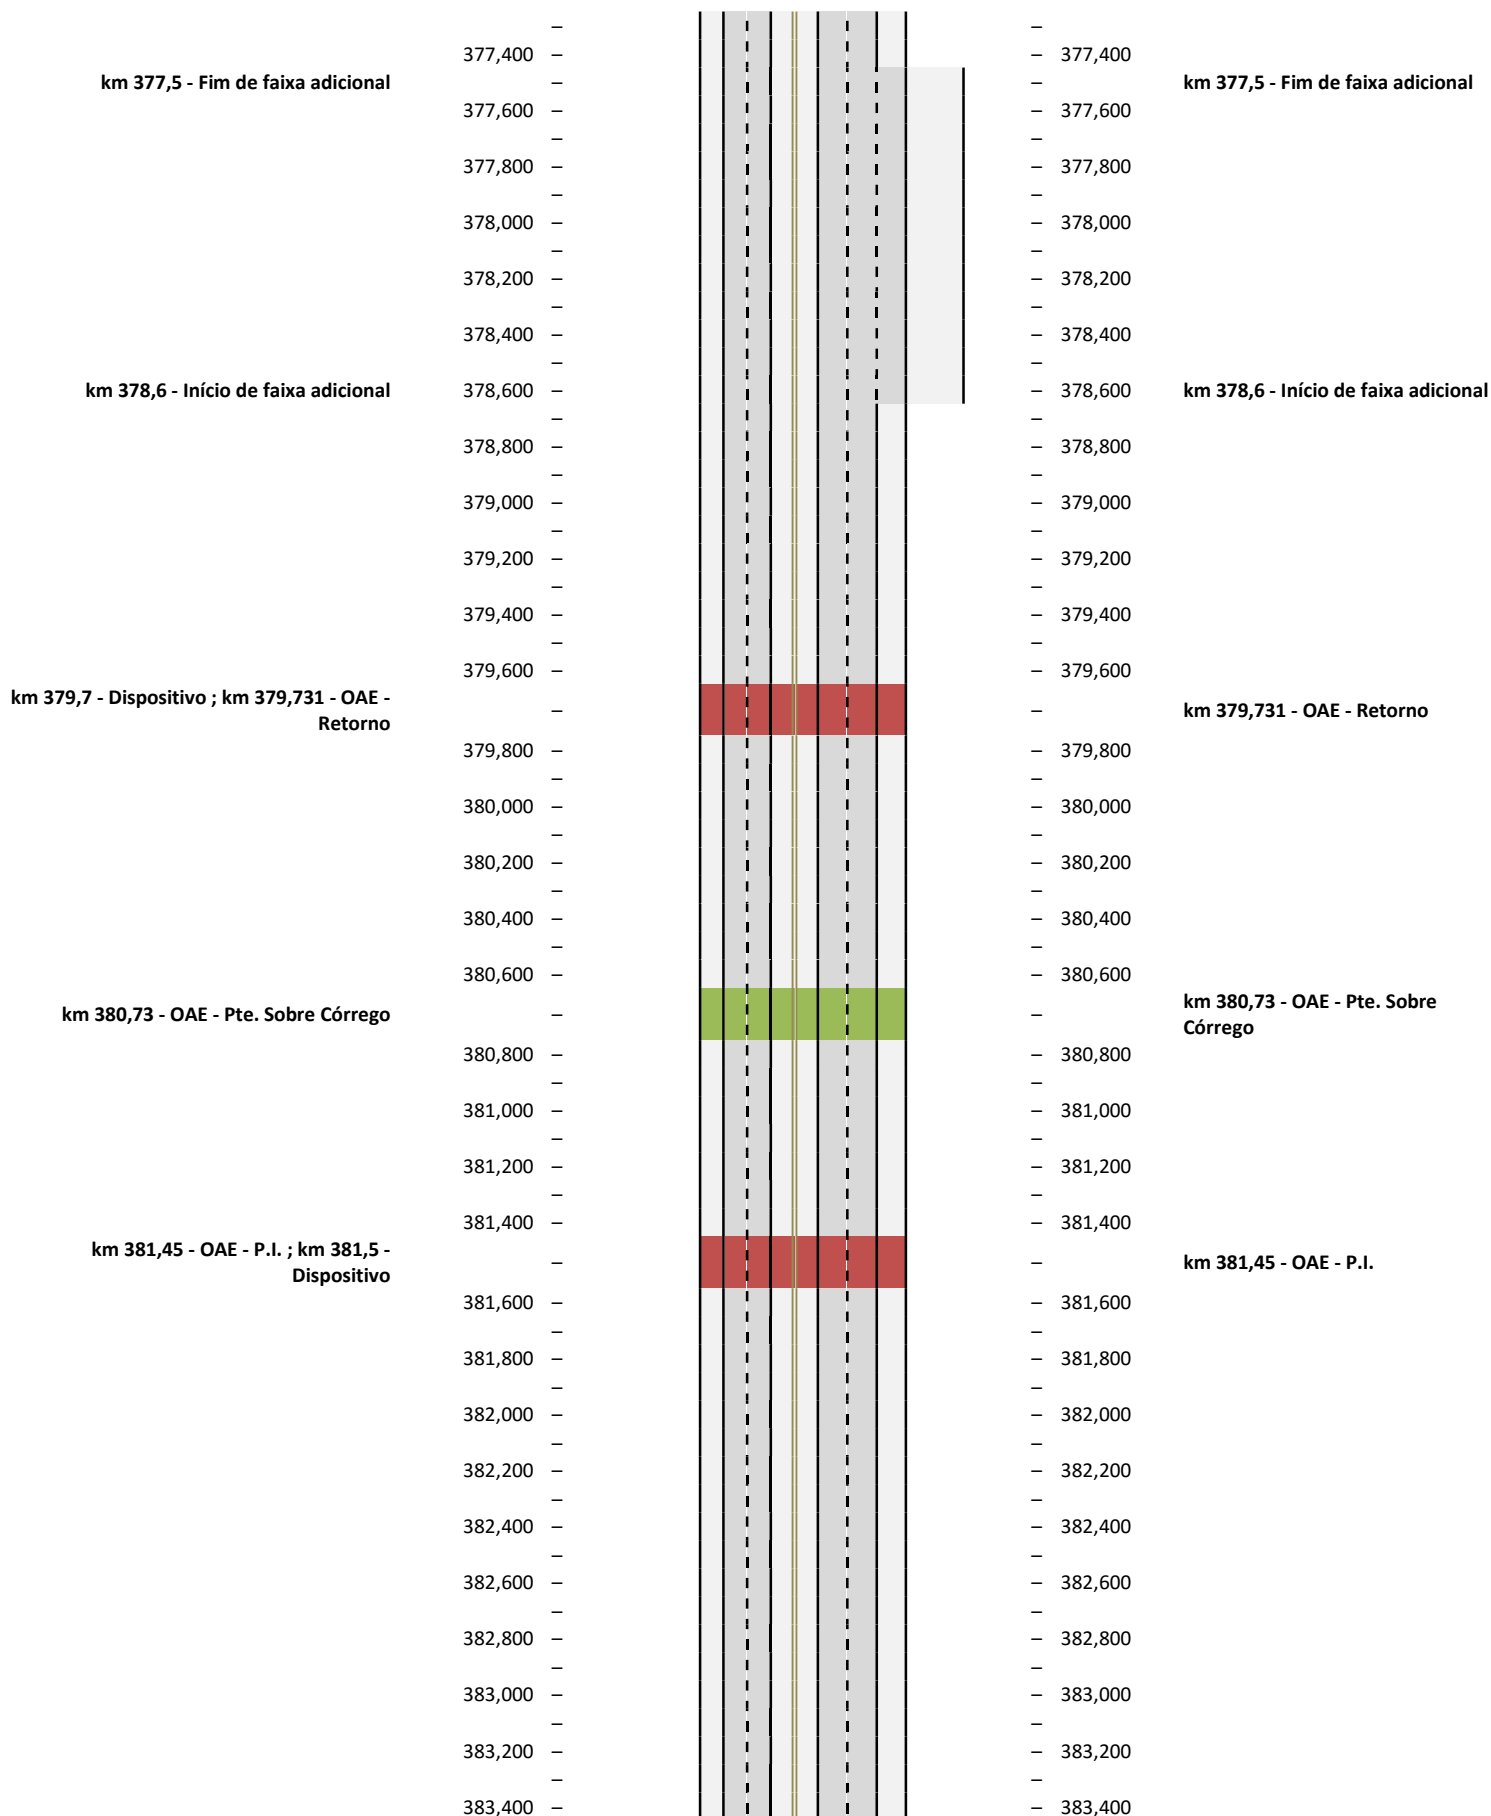 –	–
377,400 –	– 377,400
km 377,5 - Fim de faixa adicional –	– km 377,5 - Fim de faixa adicional
377,600 –	– 377,600
–	–
377,800 –	– 377,800
–	–
378,000 –	– 378,000
–	–
378,200 –	– 378,200
–	–
378,400 –	– 378,400
–	–
km 378,6 - Início de faixa adicional 378,600 –	– 378,600 km 378,6 - Início de faixa adicional
–	–
378,800 –	– 378,800
–	–
379,000 –	– 379,000
–	–
379,200 –	– 379,200
–	–
379,400 –	– 379,400
–	–
379,600 –	– 379,600
km 379,7 - Dispositivo ; km 379,731 - OAE -
Retorno –	– km 379,731 - OAE - Retorno
379,800 –	– 379,800
–	–
380,000 –	– 380,000
–	–
380,200 –	– 380,200
–	–
380,400 –	– 380,400
–	–
380,600 –	– 380,600
km 380,73 - OAE - Pte. Sobre Córrego –	– km 380,73 - OAE - Pte. Sobre
Córrego
380,800 –	– 380,800
–	–
381,000 –	– 381,000
–	–
381,200 –	– 381,200
–	–
381,400 –	– 381,400
km 381,45 - OAE - P.I. ; km 381,5 -
Dispositivo –	– km 381,45 - OAE - P.I.
381,600 –	– 381,600
–	–
381,800 –	– 381,800
–	–
382,000 –	– 382,000
–	–
382,200 –	– 382,200
–	–
382,400 –	– 382,400
–	–
382,600 –	– 382,600
–	–
382,800 –	– 382,800
–	–
383,000 –	– 383,000
–	–
383,200 –	– 383,200
–	–
383,400 –	– 383,400